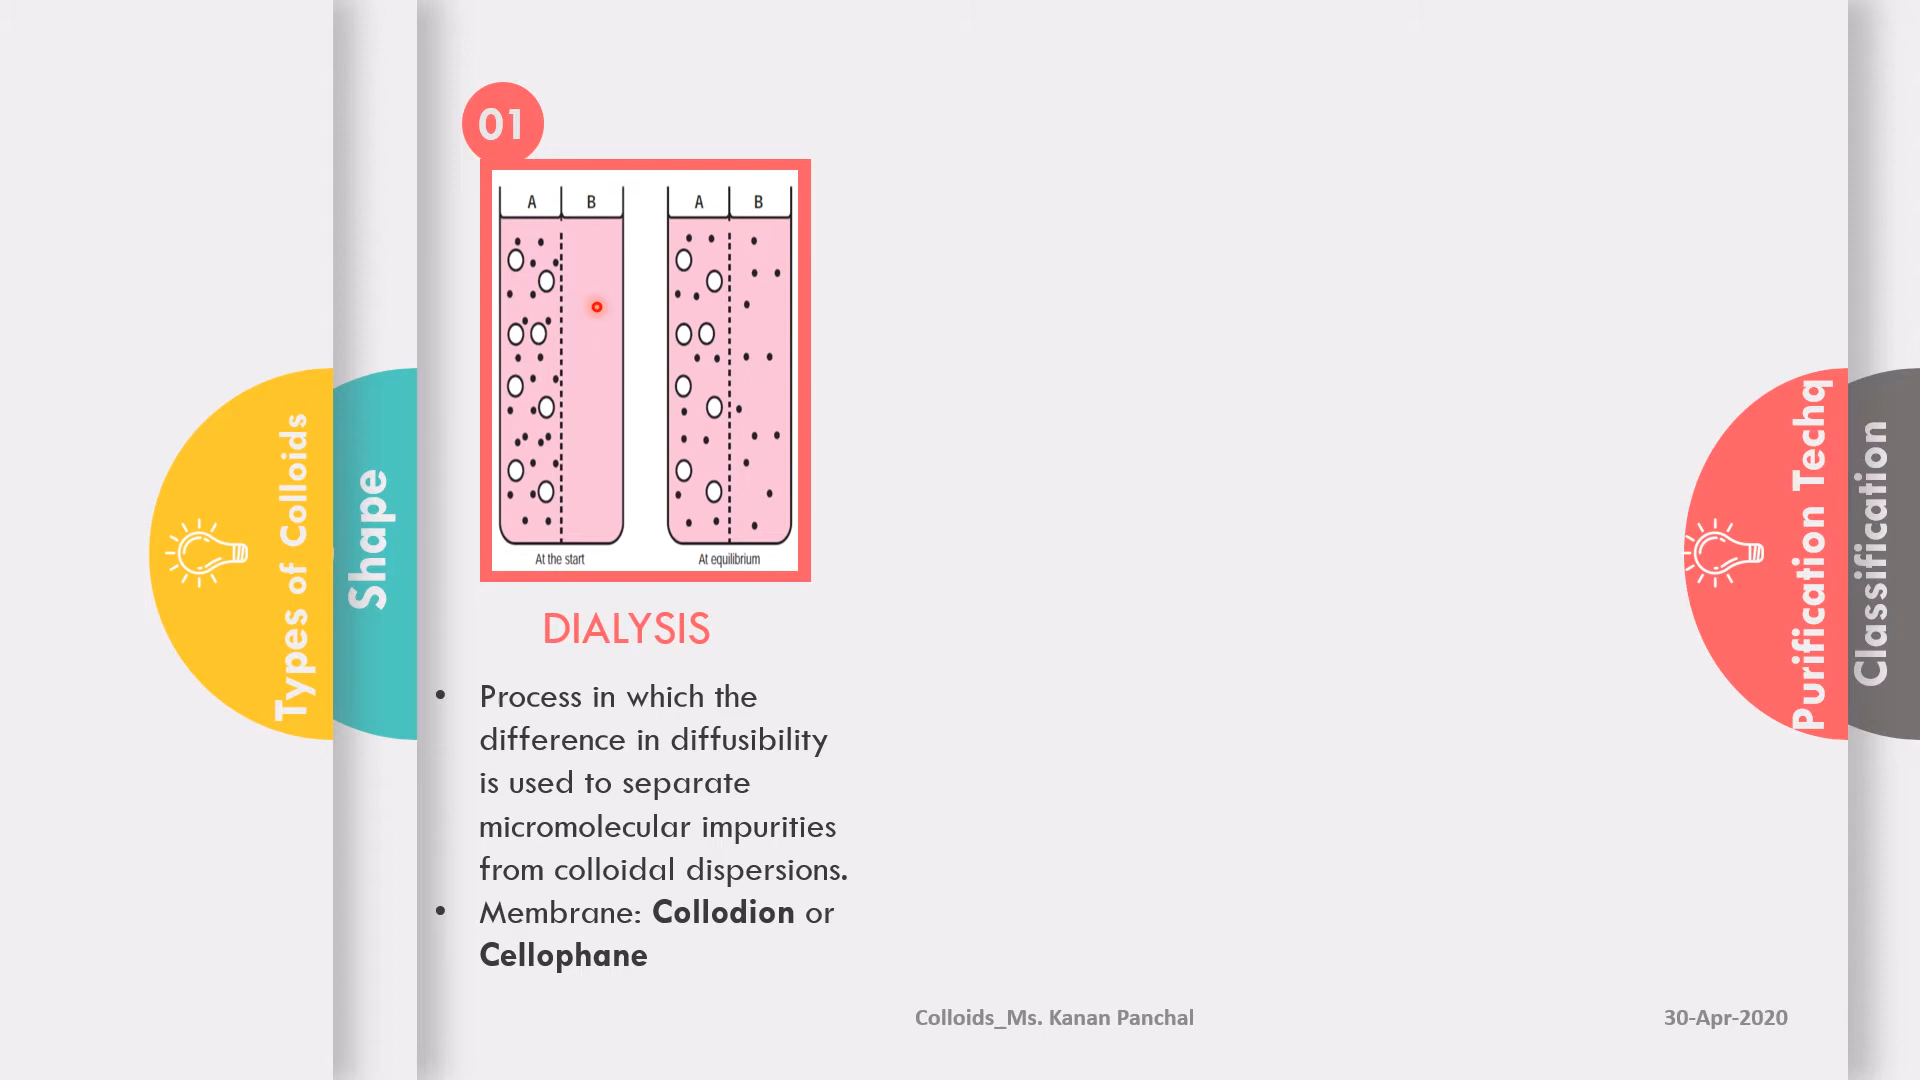 Types of Colloids
Shape
01
A B
A B
At the start
At equilibrium
DIALYSIS
• Process in which the
difference in diffusibility
is used to separate
micromolecular impurities
from colloidal dispersions.
• Membrane: Collodion or
Cellophane
Colloids_Ms. Kanan Panchal
30-Apr-2020
Purification Techq
Classification